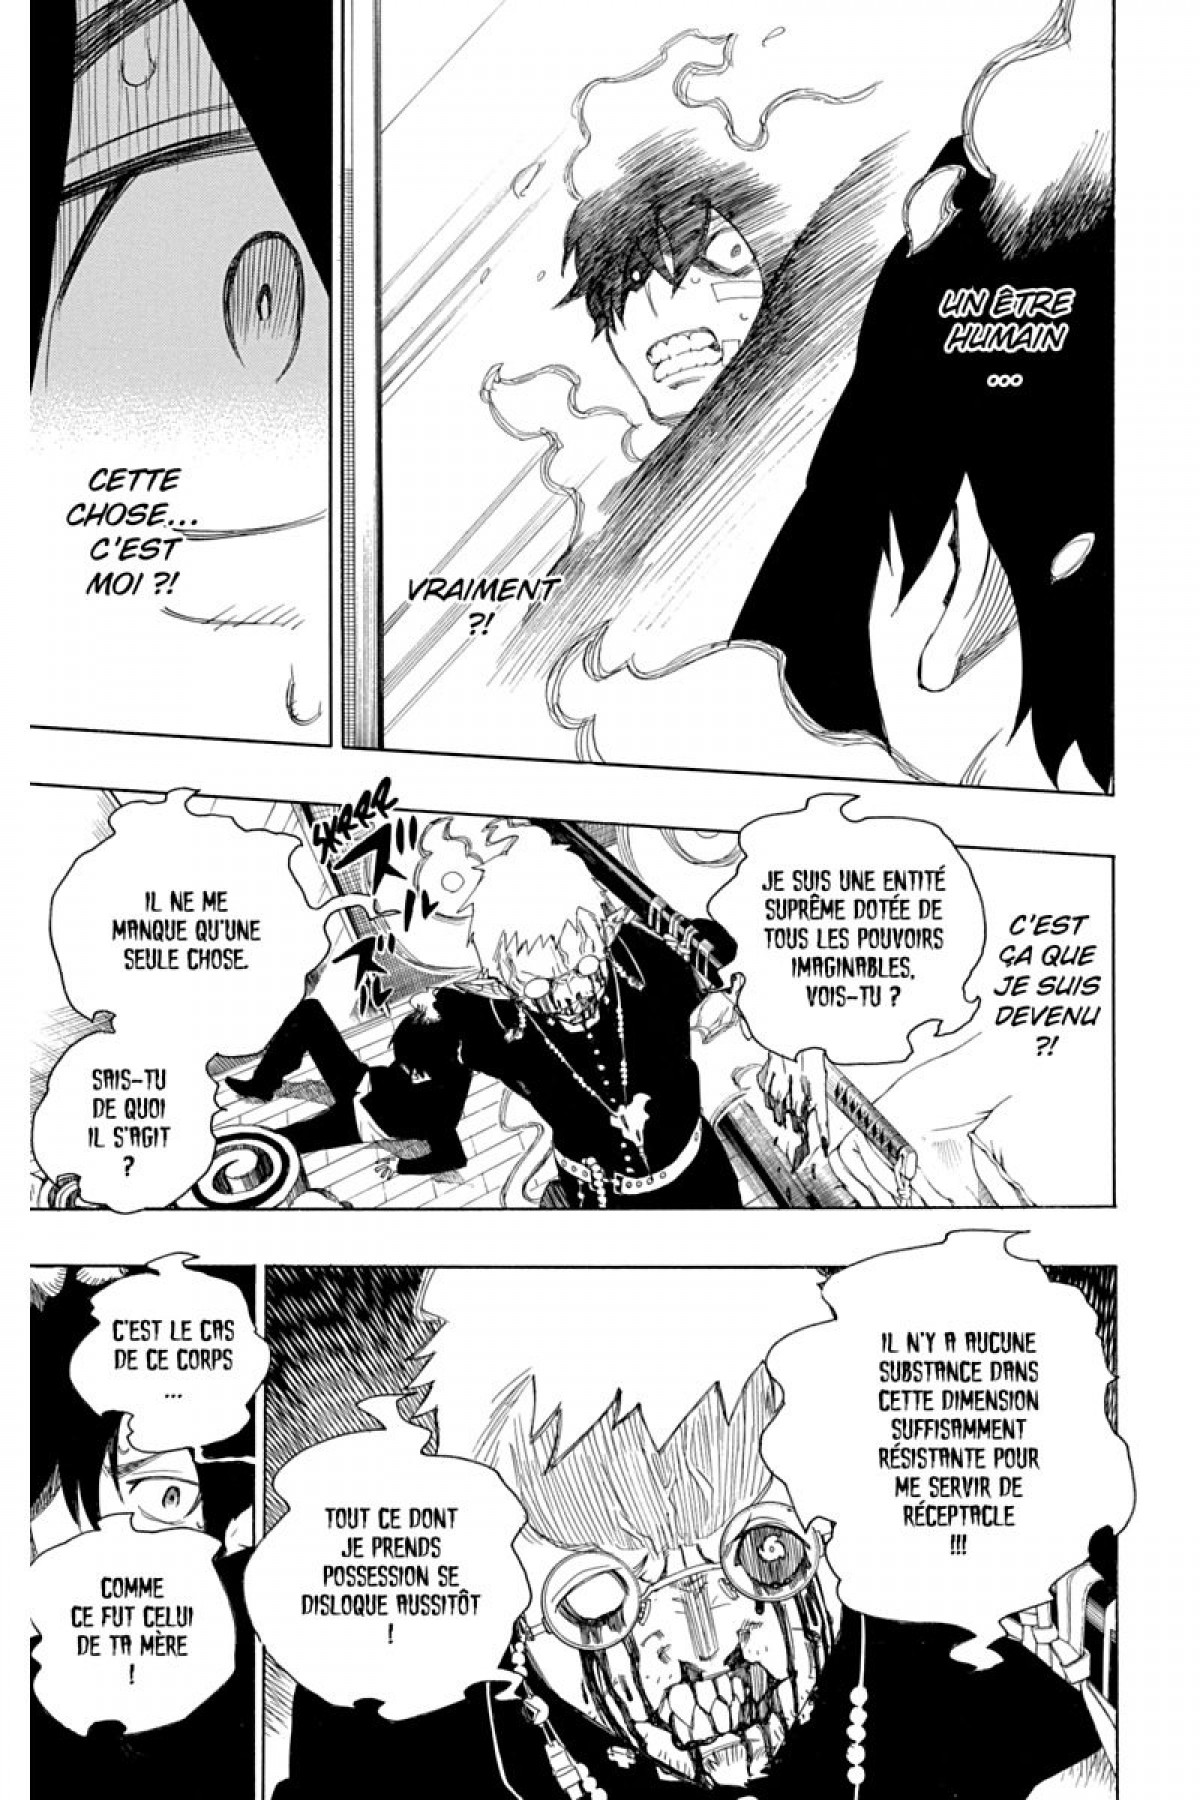 UN ÊTRE
HUMAIN
...
VRAIMENT
?!
CETTE
CHOSE...
C'EST
MOI ?!
C'EST
ÇA QUE
JE SUIS
DEVENU
?!
JE SUIS UNE ENTITÉ
SUPRÊME DOTÉE DE
TOUS LES POUVOIRS
IMAGINABLES,
VOIS-TU ?
SKRRRR
ズル
ズ
IL NE ME
MANQUE QU'UNE
SEULE CHOSE.
SAIS-TU
DE QUOI
IL S'AGIT
?
IL N'Y A AUCUNE
SUBSTANCE DANS
CETTE DIMENSION
SUFFISAMMENT
RÉSISTANTE POUR
ME SERVIR DE
RÉCEPTACLE
!!!
TOUT CE DONT
JE PRENDS
POSSESSION SE
DISLOQUE AUSSITÔT
!
C'EST LE CAS
DE CE CORPS
...
COMME
CE FUT CELUI
DE TA MÈRE
!